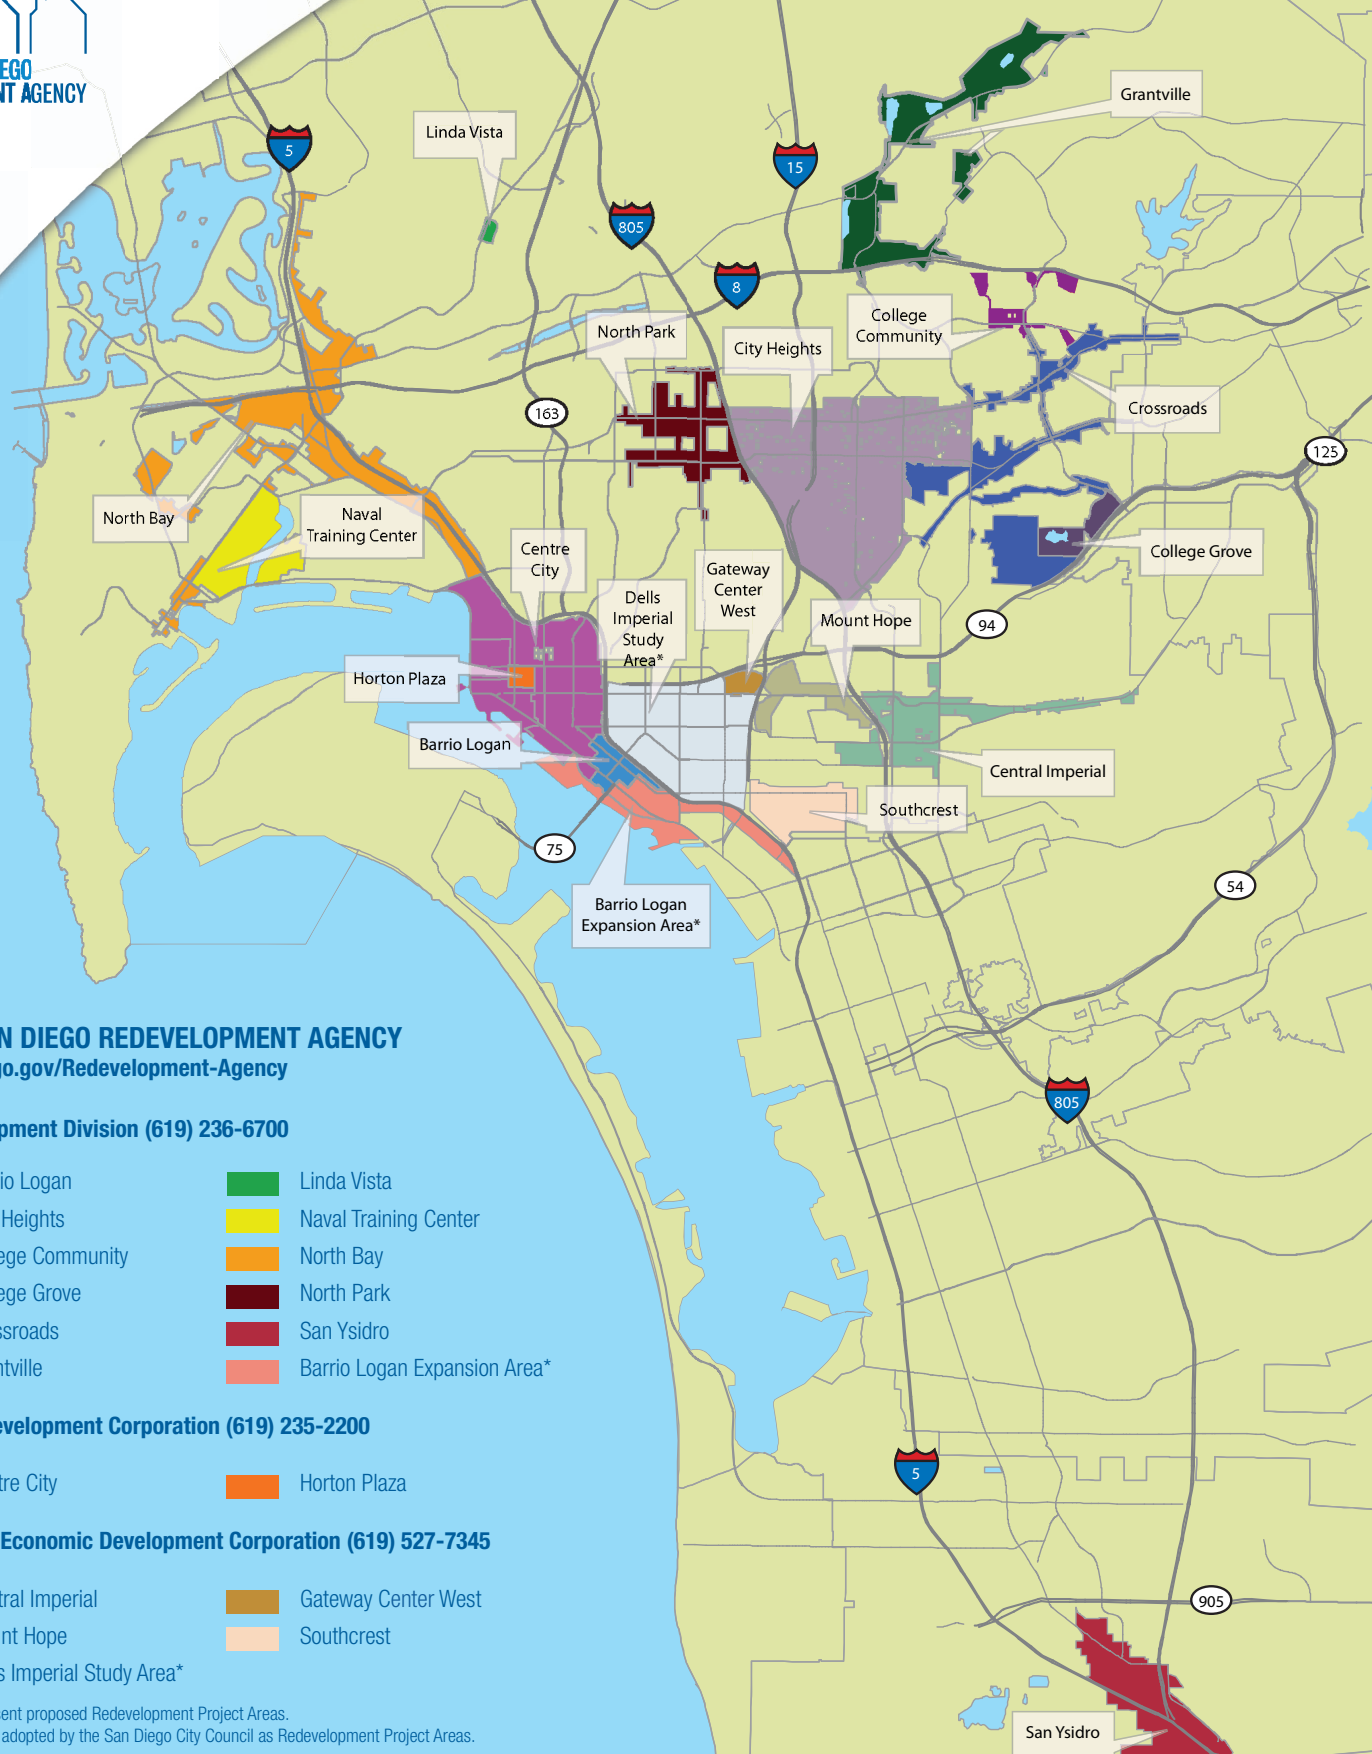 EGO
NT AGENCY
5
Linda Vista
15
Grantville
805
8
North Park
City Heights
College
Community
163
Crossroads
125
North Bay
Naval
Training Center
Centre
City
Dells
Imperial
Study
Area*
Gateway
Center
West
Mount Hope
College Grove
94
Horton Plaza
Barrio Logan
Central Imperial
Southcrest
75
54
Barrio Logan
Expansion Area*
805
5
905
San Ysidro
N DIEGO REDEVELOPMENT AGENCY
go.gov/Redevelopment-Agency
pment Division (619) 236-6700
io Logan
Linda Vista
Heights
Naval Training Center
ege Community
North Bay
ege Grove
North Park
ssroads
San Ysidro
ntville
Barrio Logan Expansion Area*
evelopment Corporation (619) 235-2200
tre City
Horton Plaza
Economic Development Corporation (619) 527-7345
tral Imperial
Gateway Center West
nt Hope
Southcrest
s Imperial Study Area*
sent proposed Redevelopment Project Areas.
adopted by the San Diego City Council as Redevelopment Project Areas.